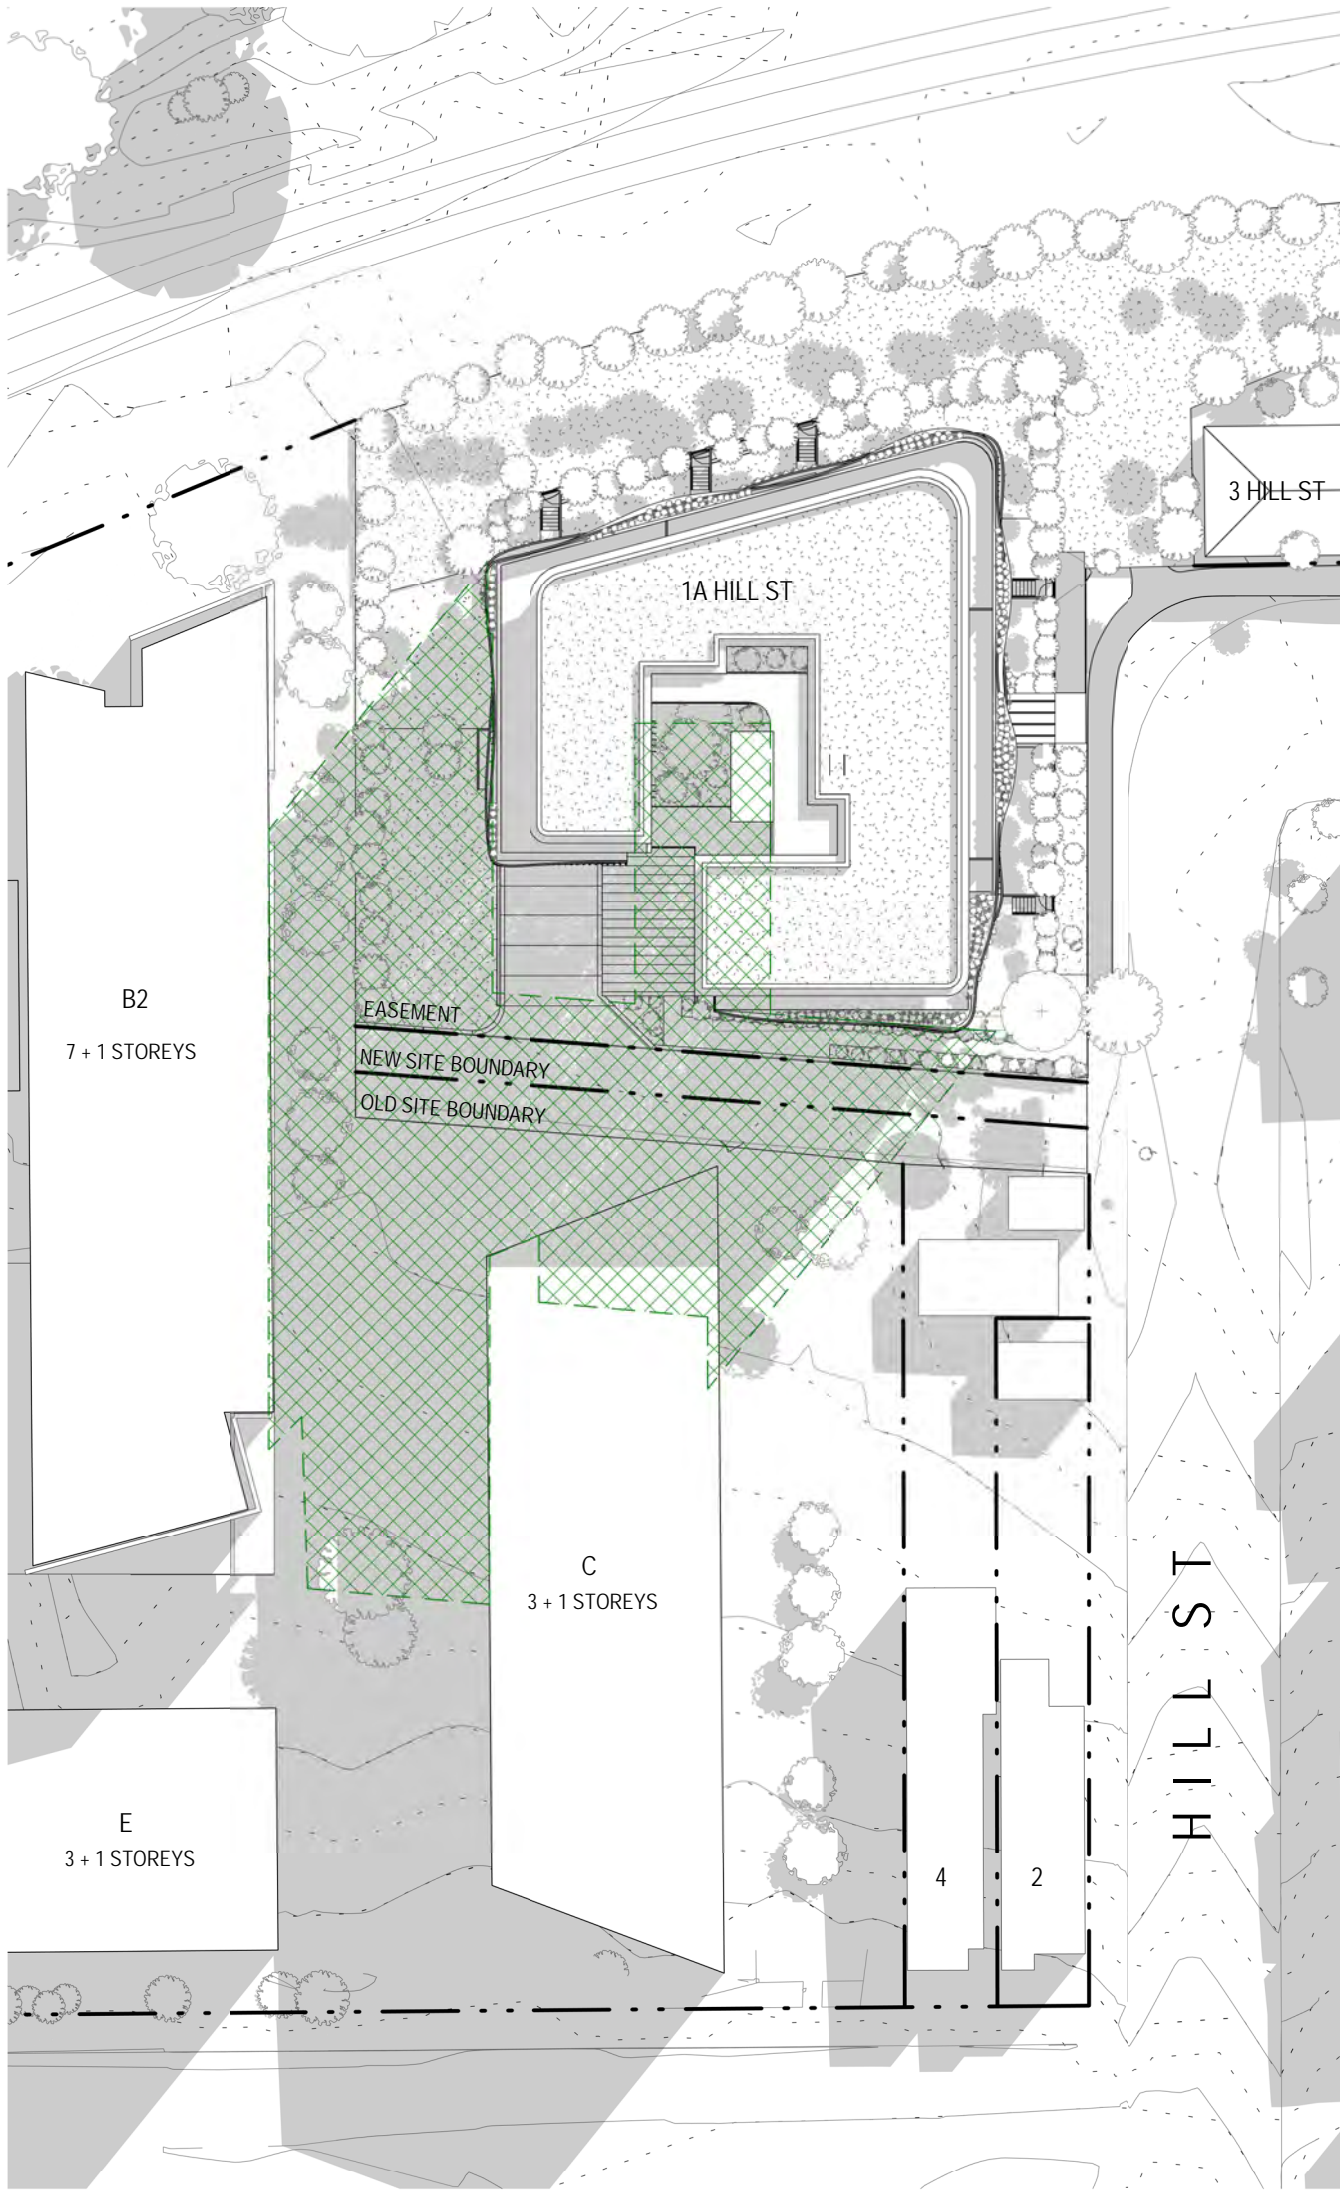 3 HILL ST
1A HILL ST
B2
7 + 1 STOREYS
EASEMENT
NEW SITE BOUNDARY
OLD SITE BOUNDARY
C
3 + 1 STOREYS
HILL ST
E
3 + 1 STOREYS
4
2